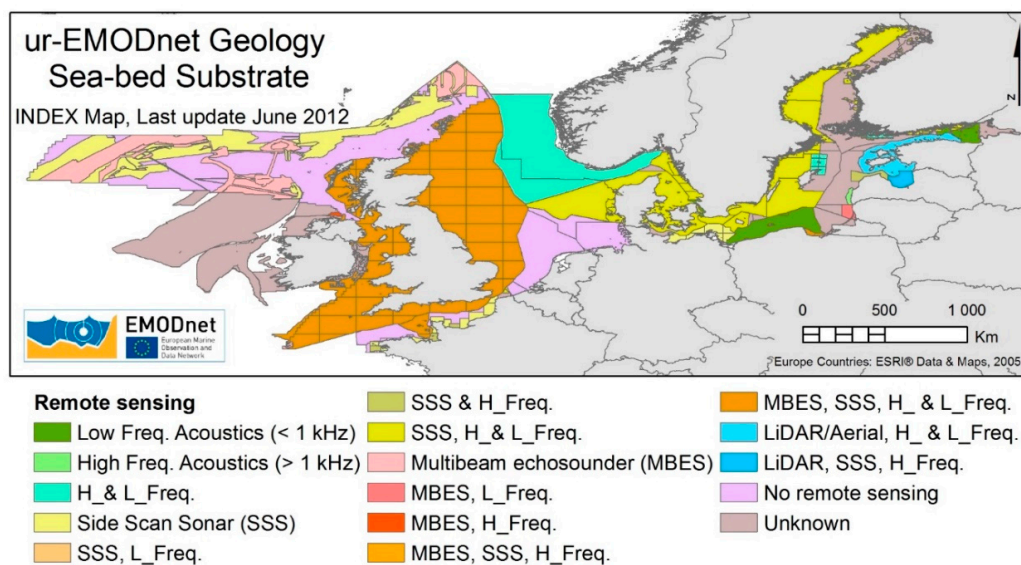 ur-EMODnet Geology
Sea-bed Substrate
INDEX Map, Last update June 2012
N
EMODnet
European Marine
Observation and
Data Network
0 500 1 000
Km
Europe Countries: ESRI® Data & Maps, 2005
Remote sensing
Low Freq. Acoustics (< 1 kHz)
High Freq. Acoustics (> 1 kHz)
H_& L_Freq.
Side Scan Sonar (SSS)
SSS, L_Freq.
SSS & H_Freq.
SSS, H_& L_Freq.
Multibeam echosounder (MBES)
MBES, L_Freq.
MBES, H_Freq.
MBES, SSS, H_Freq.
MBES, SSS, H_ & L_Freq.
LiDAR/Aerial, H_ & L_Freq.
LiDAR, SSS, H_Freq.
No remote sensing
Unknown